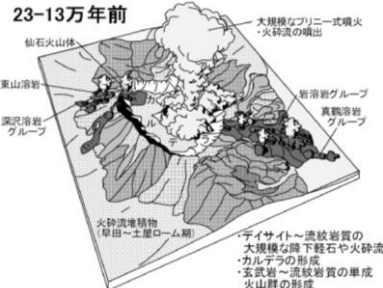 23-13万年前
仙石火山体
東山溶岩
深沢溶岩
グループ
大規模なプリニー式噴火
・火砕流の噴出
岩溶岩グループ
真鶴溶岩
グループ
カルデラ
火砕流堆積物
(早田～土屋ローム期)
・デイサイト～流紋岩質の
大規模な降下軽石や火砕流
・カルデラの形成
・玄武岩～流紋岩質の単成
火山群の形成